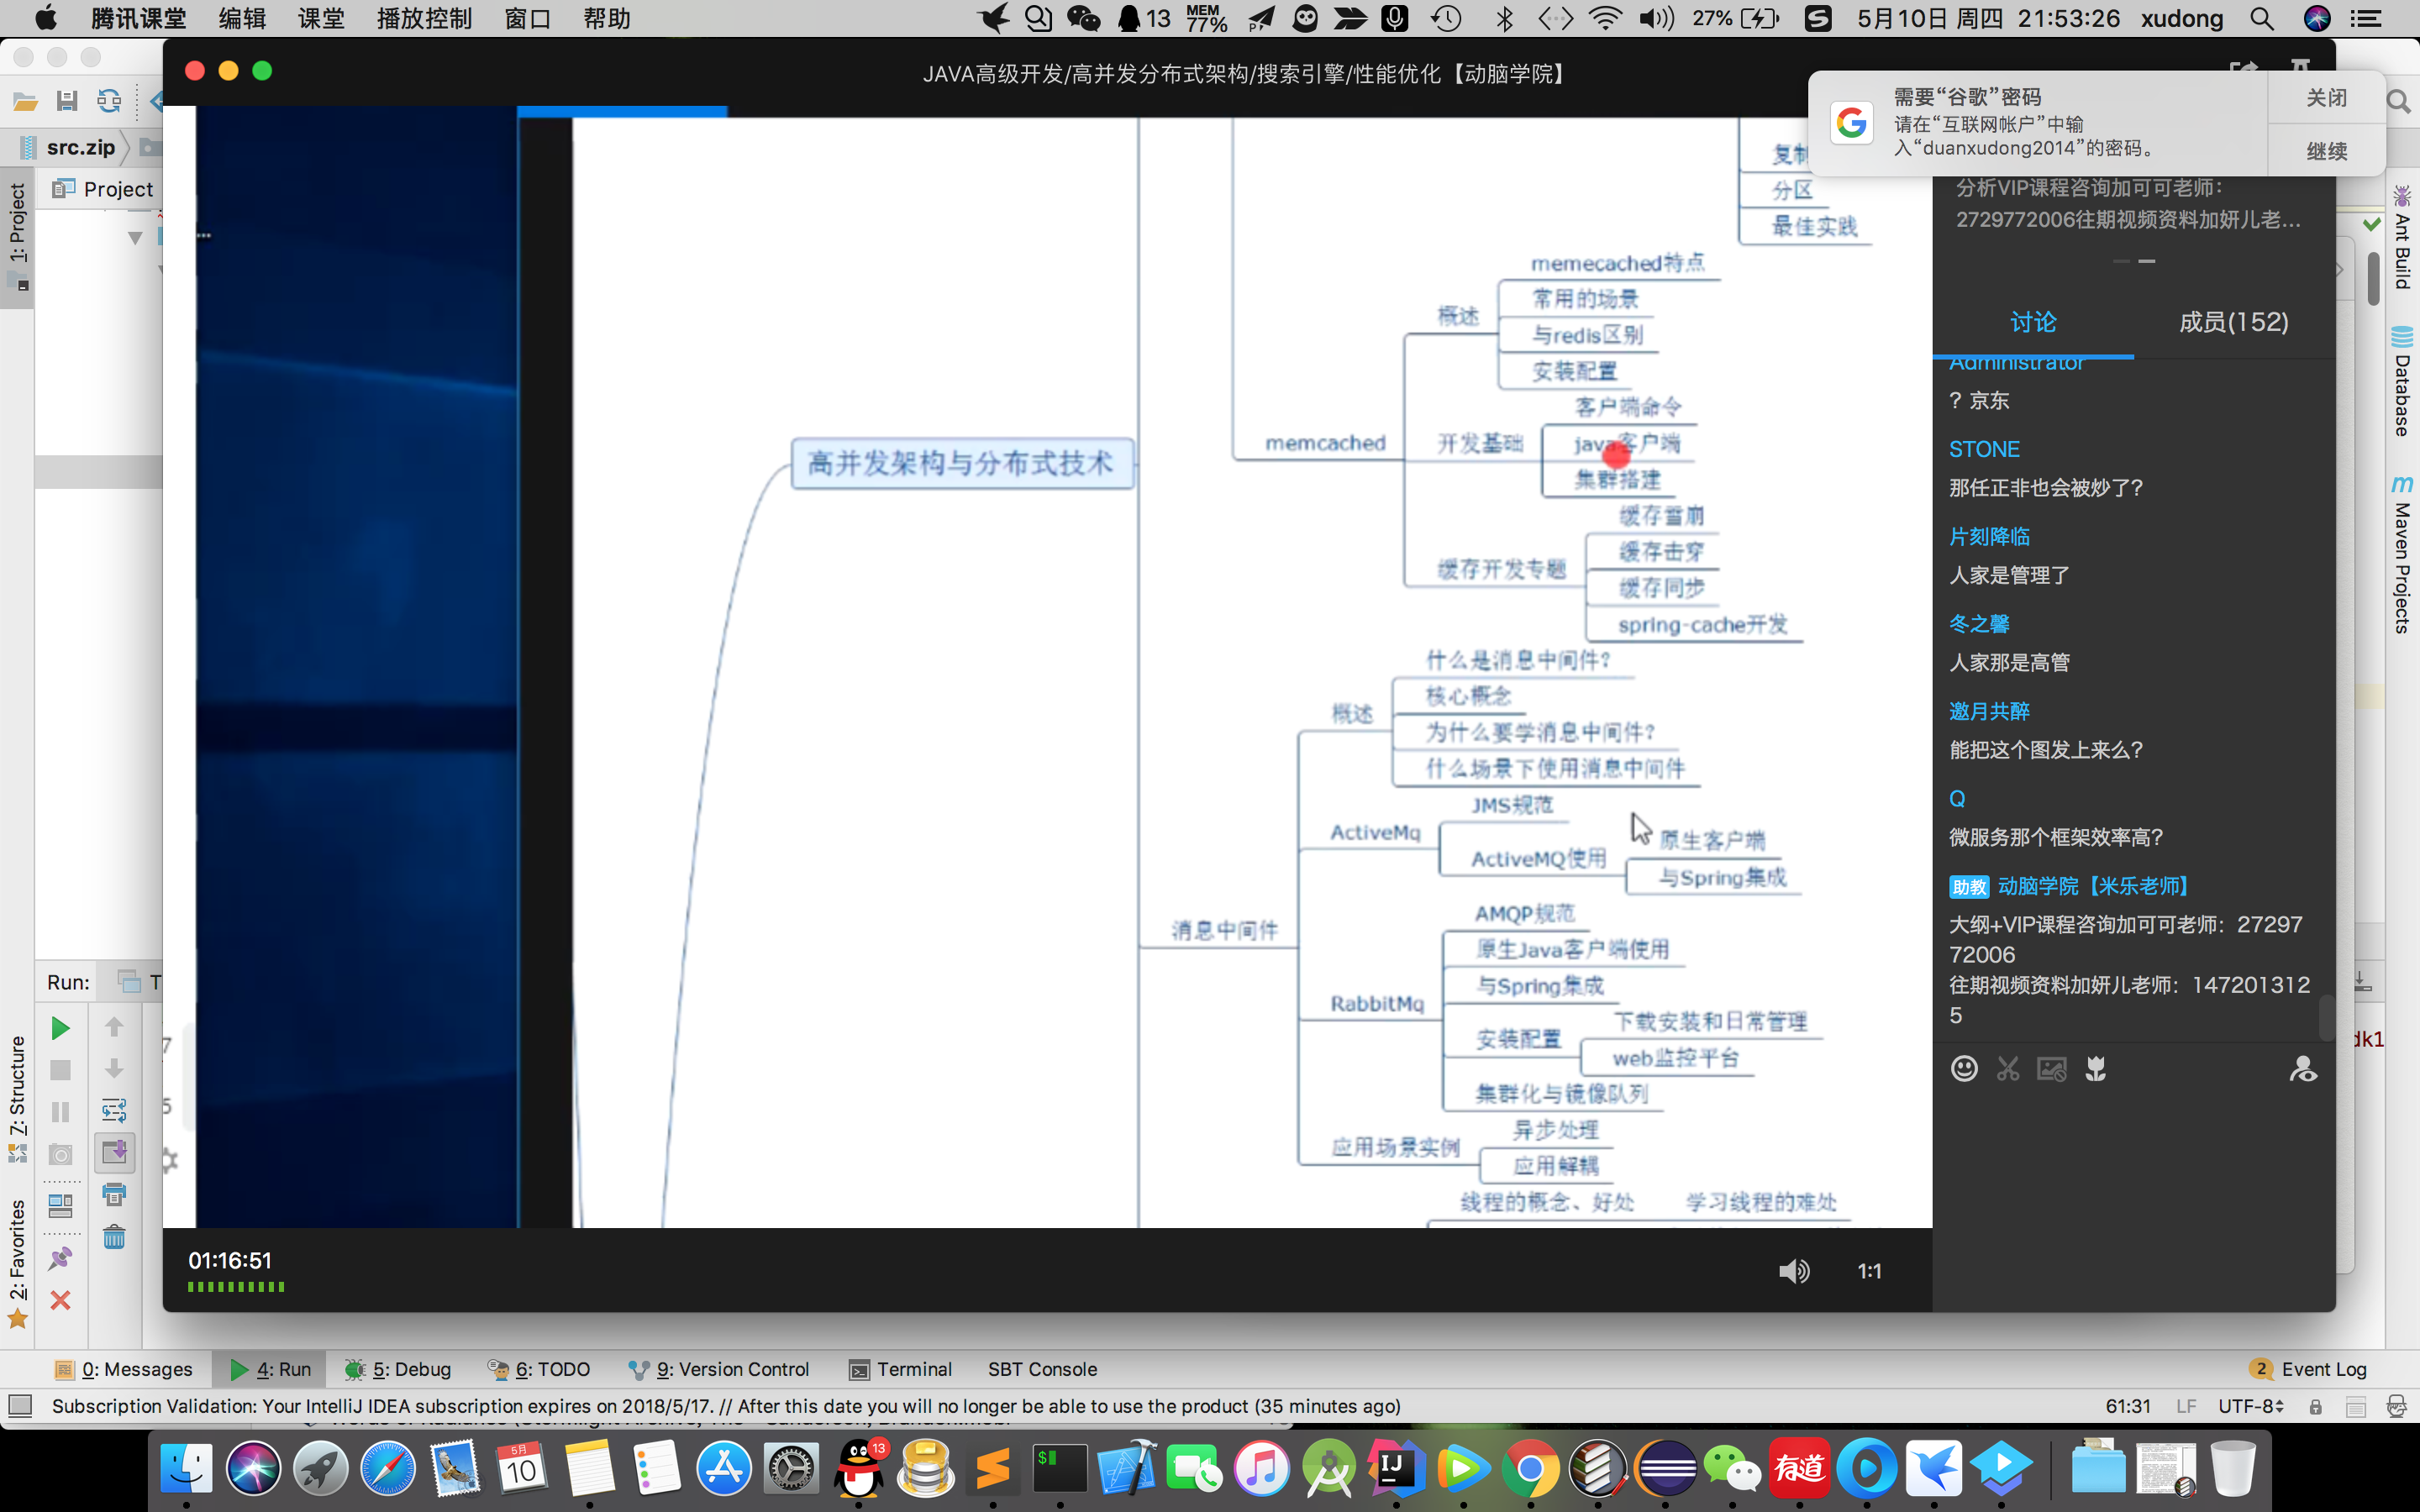 腾讯课堂 编辑 课堂 播放控制 窗口 帮助
13 MEM 77% 27% 5月10日 周四 21:53:26 xudong
JAVA高级开发/高并发分布式架构/搜索引擎/性能优化【动脑学院】
需要“谷歌”密码
请在“互联网帐户”中输
入“duanxudong2014”的密码。
关闭
继续
src.zip
Project
1: Project
7: Structure
2: Favorites
Ant Build
Database
Maven Projects
分区
最佳实践
memecached特点
常用的场景
概述
与redis区别
安装配置
客户端命令
memcached
开发基础
java客户端
集群搭建
高并发架构与分布式技术
缓存雪崩
缓存击穿
缓存开发专题
缓存同步
spring-cache开发
什么是消息中间件?
核心概念
概述
为什么要学消息中间件?
什么场景下使用消息中间件
JMS规范
ActiveMq
原生客户端
ActiveMQ使用
与Spring集成
AMQP规范
消息中间件
原生Java客户端使用
与Spring集成
RabbitMq
下载安装和日常管理
安装配置
web监控平台
集群化与镜像队列
异步处理
应用场景实例
应用解耦
线程的概念、好处 学习线程的难处
分析VIP课程咨询加可可老师：
2729772006往期视频资料加妍儿老...
讨论 成员(152)
Administrator
？京东
STONE
那任正非也会被炒了?
片刻降临
人家是管理了
冬之馨
人家那是高管
邀月共醉
能把这个图发上来么?
Q
微服务那个框架效率高?
助教 动脑学院【米乐老师】
大纲+VIP课程咨询加可可老师：27297
72006
往期视频资料加妍儿老师：147201312
5
01:16:51
1:1
Run:
dk1
0: Messages 4: Run 5: Debug 6: TODO 9: Version Control Terminal SBT Console 2 Event Log
Subscription Validation: Your IntelliJ IDEA subscription expires on 2018/5/17. // After this date you will no longer be able to use the product (35 minutes ago) 61:31 LF UTF-8
5月
10
13
$
IJ
有道